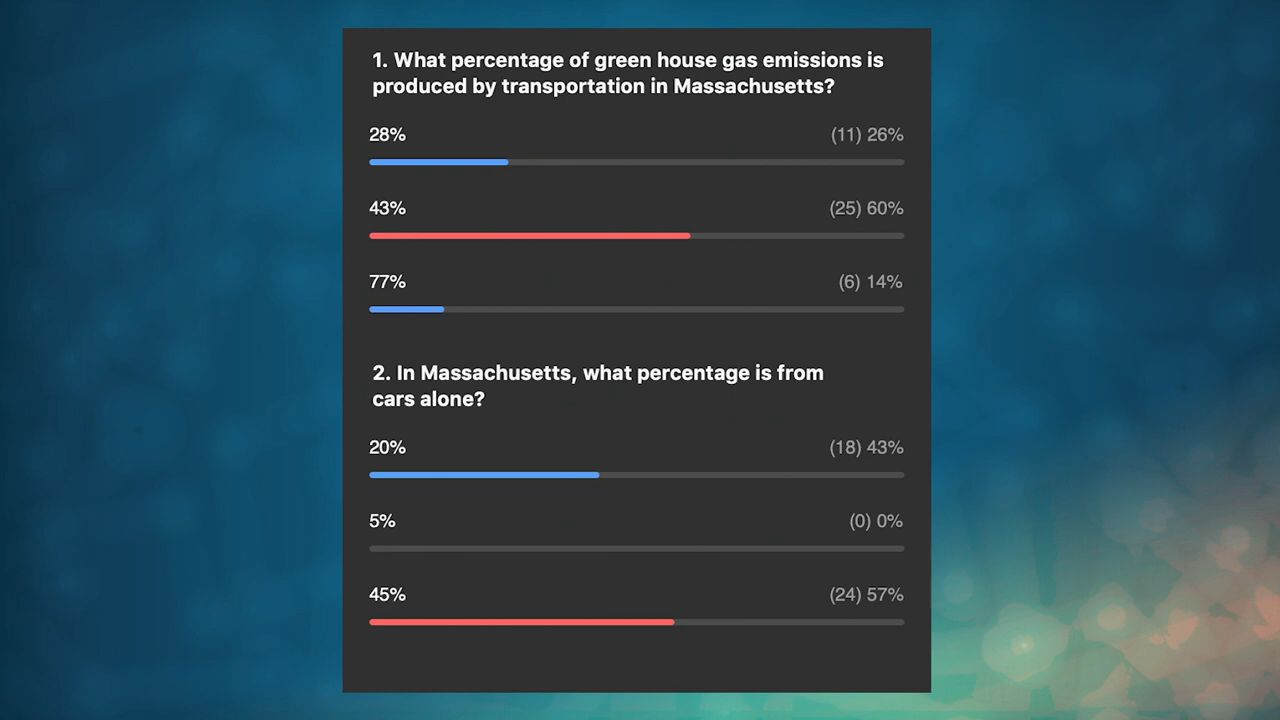 1. What percentage of green house gas emissions is
produced by transportation in Massachusetts?
28% (11) 26%
43% (25) 60%
77% (6) 14%
2. In Massachusetts, what percentage is from
cars alone?
20% (18) 43%
5% (0) 0%
45% (24) 57%